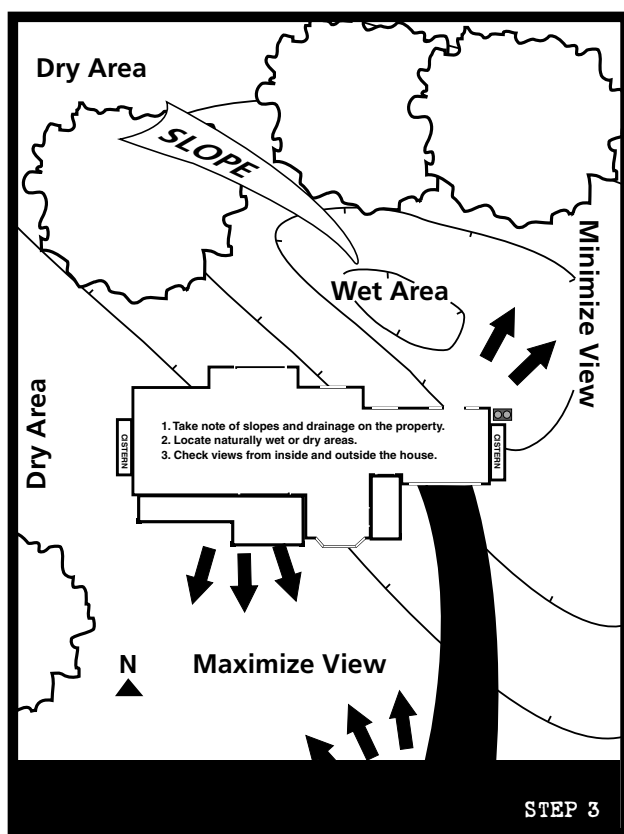 Dry Area
SLOPE
Minimize View
Wet Area
Dry Area
1. Take note of slopes and drainage on the property.
2. Locate naturally wet or dry areas.
3. Check views from inside and outside the house.
CISTERN
CISTERN
N
Maximize View
STEP 3